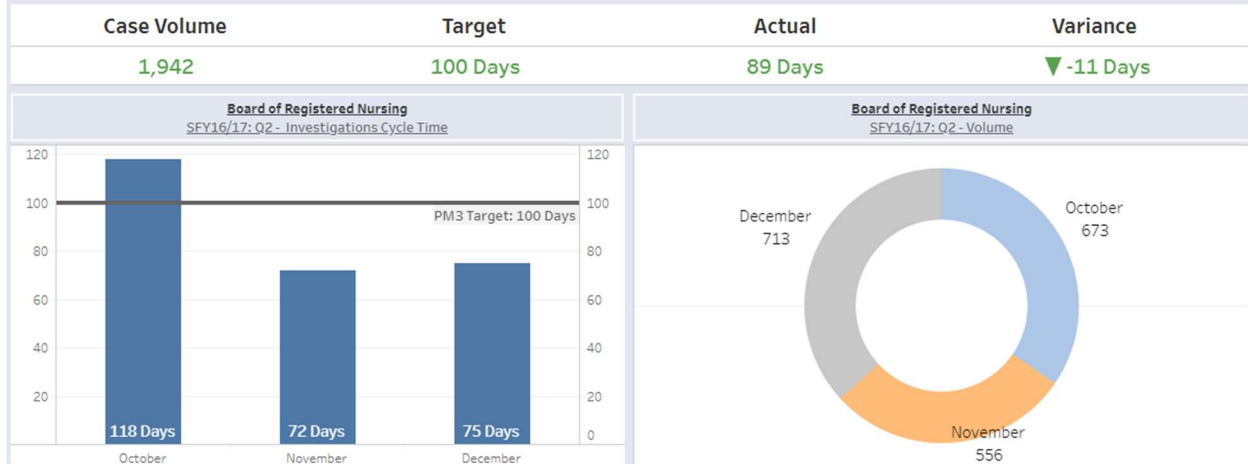 Case Volume Target Actual Variance
1,942 100 Days 89 Days ▼ -11 Days
Board of Registered Nursing
SFY16/17: Q2 - Investigations Cycle Time
120 120
100 100
PM3 Target: 100 Days
80 80
60 60
40 40
20 20
118 Days 72 Days 75 Days 0
October November December
Board of Registered Nursing
SFY16/17: Q2 - Volume
December
713
October
673
November
556